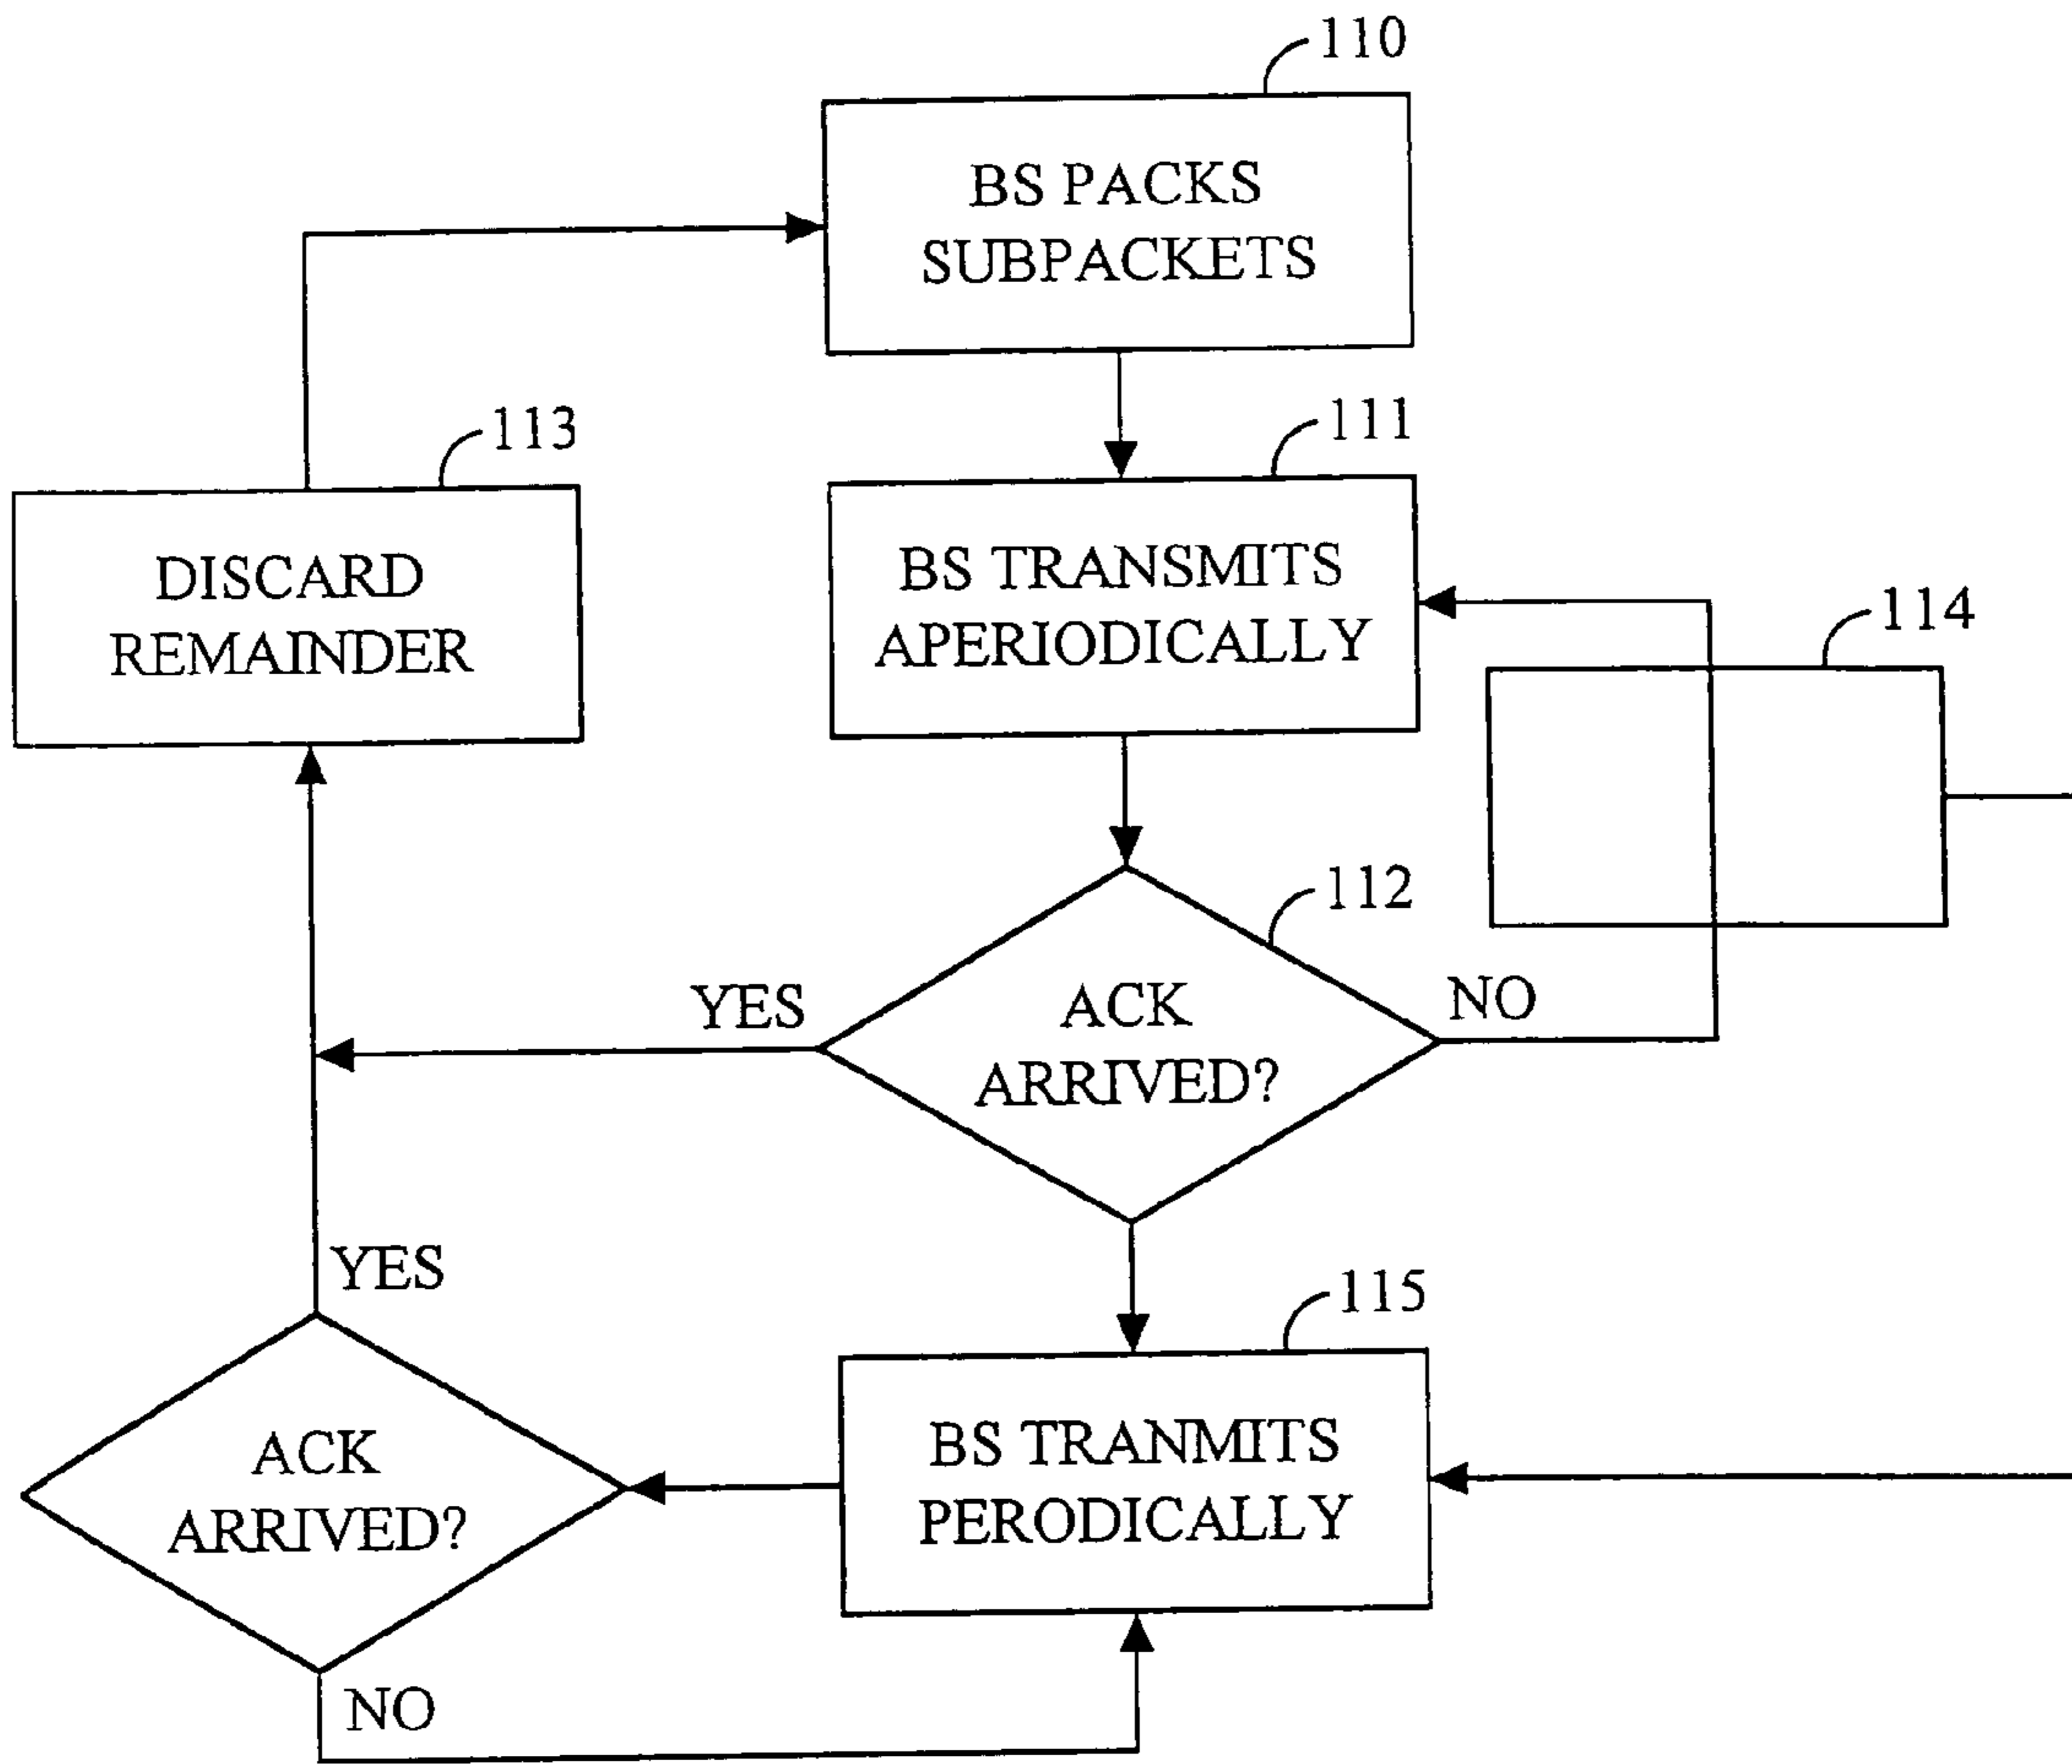 110
BS PACKS
SUBPACKETS
113
111
DISCARD
REMAINDER
BS TRANSMITS
APERIODICALLY
114
112
YES
ACK
ARRIVED?
NO
YES
115
ACK
ARRIVED?
BS TRANMITS
PERODICALLY
NO